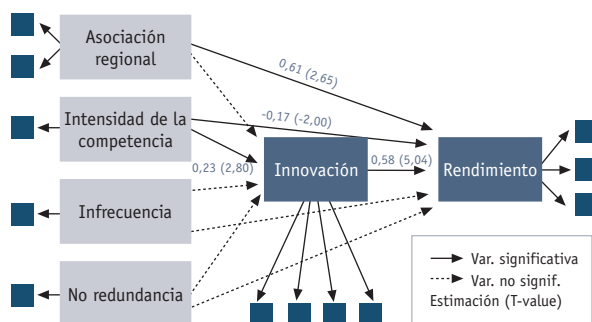 Asociación
regional
0,61 (2,65)
Intensidad de la
competencia
-0,17 (-2,00)
0,23 (2,80)
Innovación
0,58 (5,04)
Rendimiento
Infrecuencia
No redundancia
Var. significativa
Var. no signif.
Estimación (T-value)